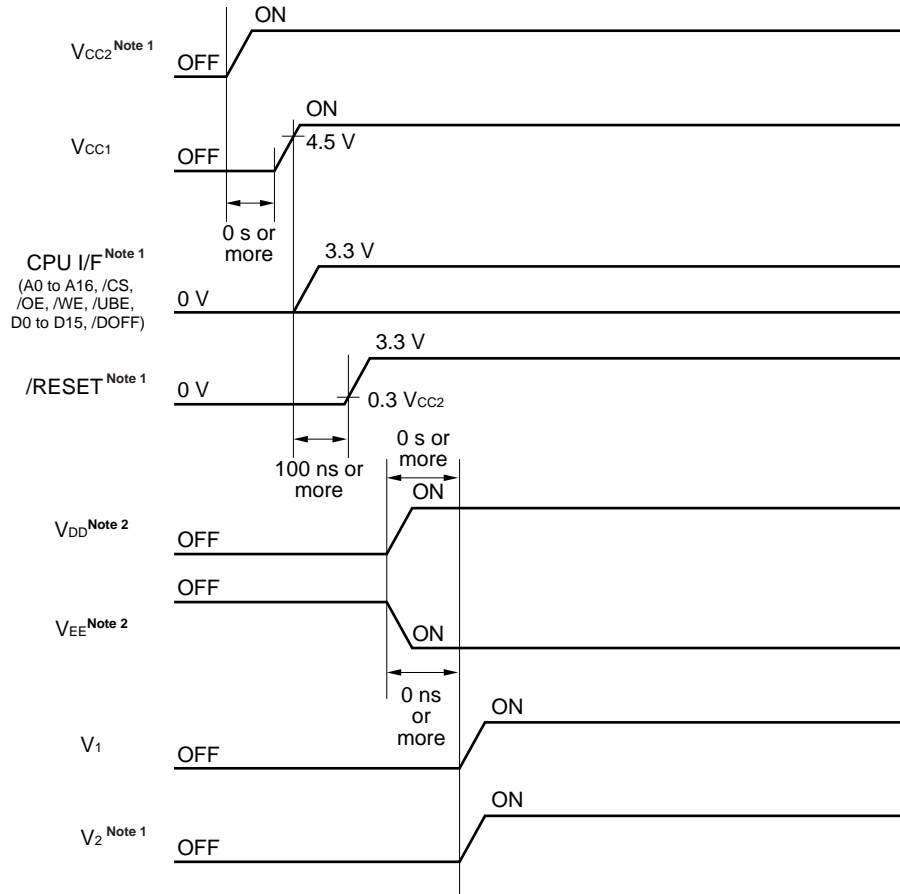 ON
VCC2 Note 1
OFF
ON
4.5 V
VCC1
OFF
0 s or
more
3.3 V
CPU I/F Note 1
(A0 to A16, /CS,
/OE, /WE, /UBE,
D0 to D15, /DOFF)
0 V
3.3 V
/RESET Note 1
0 V
0.3 VCC2
100 ns or
more
0 s or
more
ON
VDD Note 2
OFF
OFF
VEE Note 2
ON
0 ns
or
more
ON
V1
OFF
ON
V2 Note 1
OFF